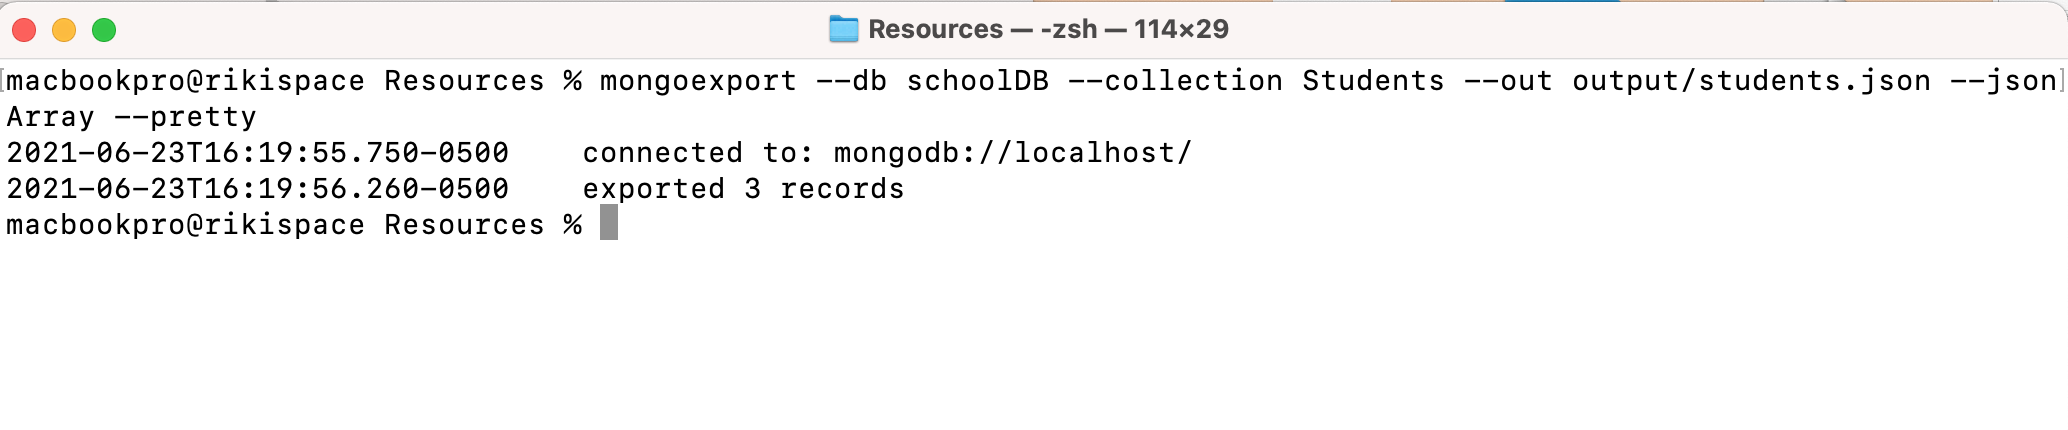 Resources — -zsh — 114×29
[macbookpro@rikispace Resources % mongoexport --db schoolDB --collection Students --out output/students.json --json]
Array --pretty
2021-06-23T16:19:55.750-0500    connected to: mongodb://localhost/
2021-06-23T16:19:56.260-0500    exported 3 records
macbookpro@rikispace Resources %